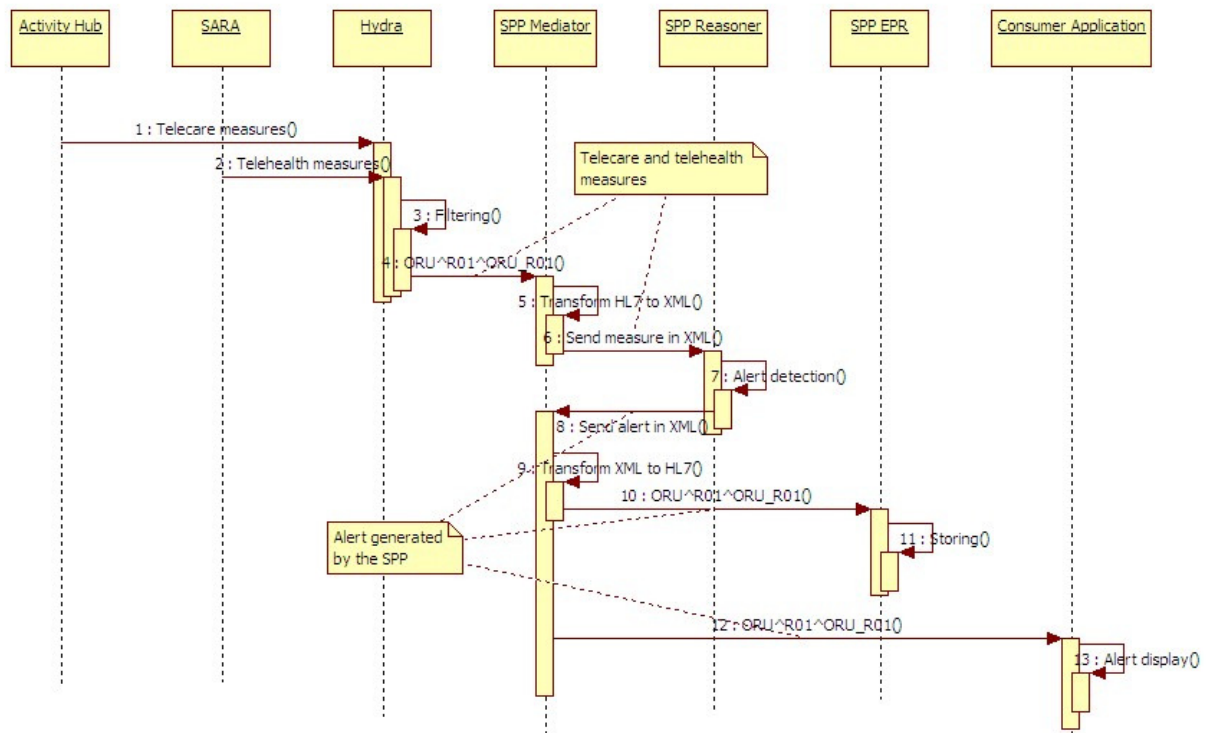 Activity Hub
SARA
Hydra
SPP Mediator
SPP Reasoner
SPP EPR
Consumer Application
1 : Telecare measures()
2 : Telehealth measures()
Telecare and telehealth
measures
3 : Filtering()
4 : ORU^R01^ORU_R01()
5 : Transform HL7 to XML()
6 : Send measure in XML()
7 : Alert detection()
8 : Send alert in XML()
9 : Transform XML to HL7()
10 : ORU^R01^ORU_R01()
Alert generated
by the SPP
11 : Storing()
12 : ORU^R01^ORU_R01()
13 : Alert display()